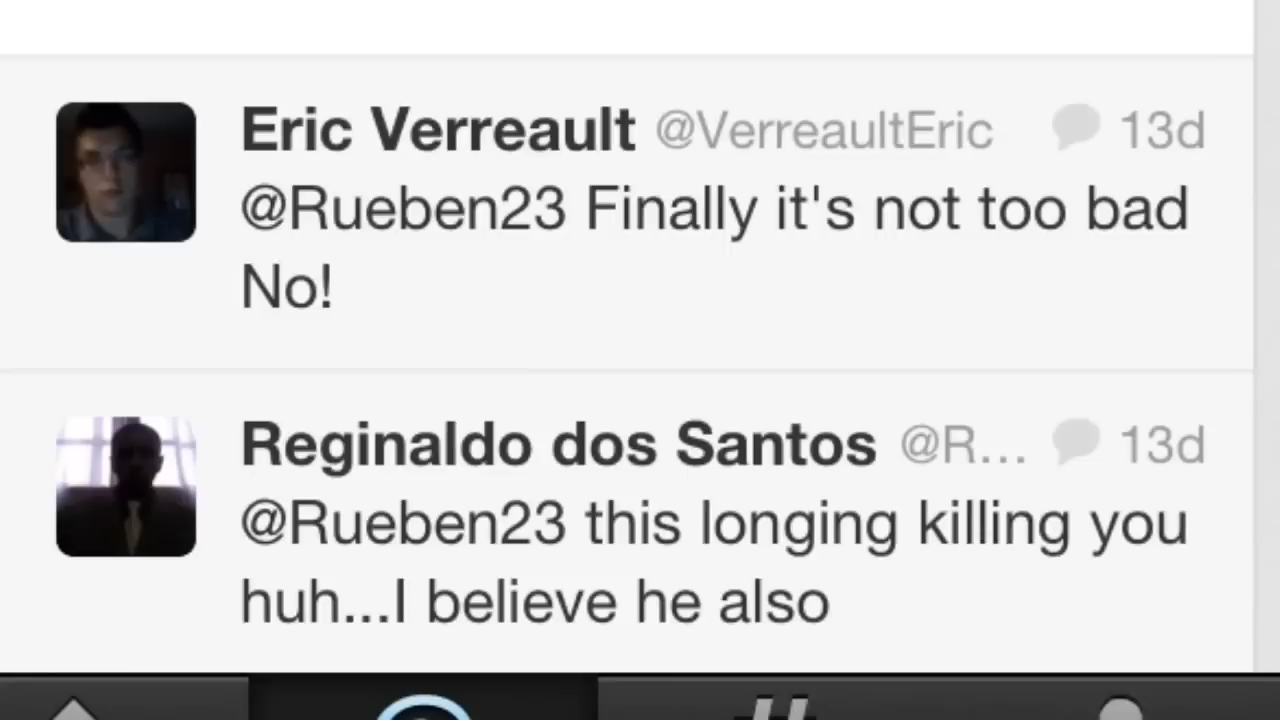 Eric Verreault @VerreaultEric 13d
@Rueben23 Finally it's not too bad
No!
Reginaldo dos Santos @R... 13d
@Rueben23 this longing killing you
huh...I believe he also